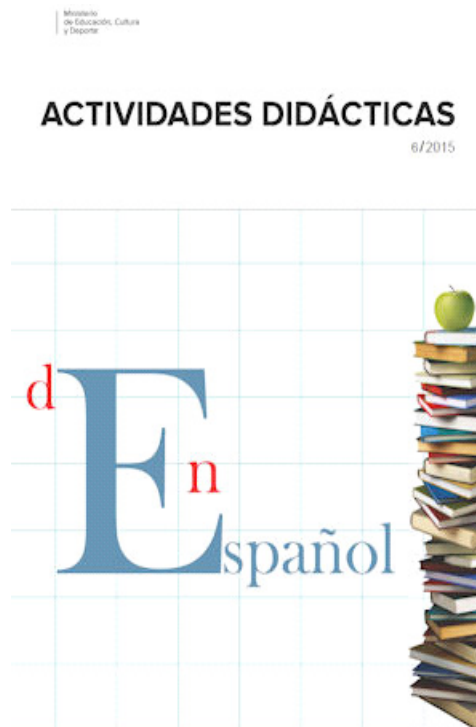 Ministerio
de Educación, Cultura
y Deporte
ACTIVIDADES DIDÁCTICAS
6/2015
d
E
n
spañol